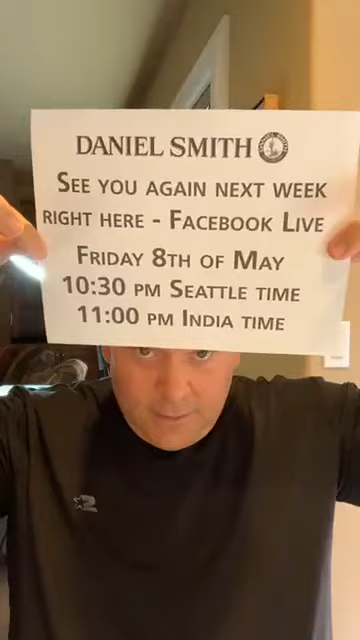 DANIEL SMITH
SEE YOU AGAIN NEXT WEEK
RIGHT HERE - FACEBOOK LIVE
FRIDAY 8TH OF MAY
10:30 PM SEATTLE TIME
11:00 PM INDIA TIME